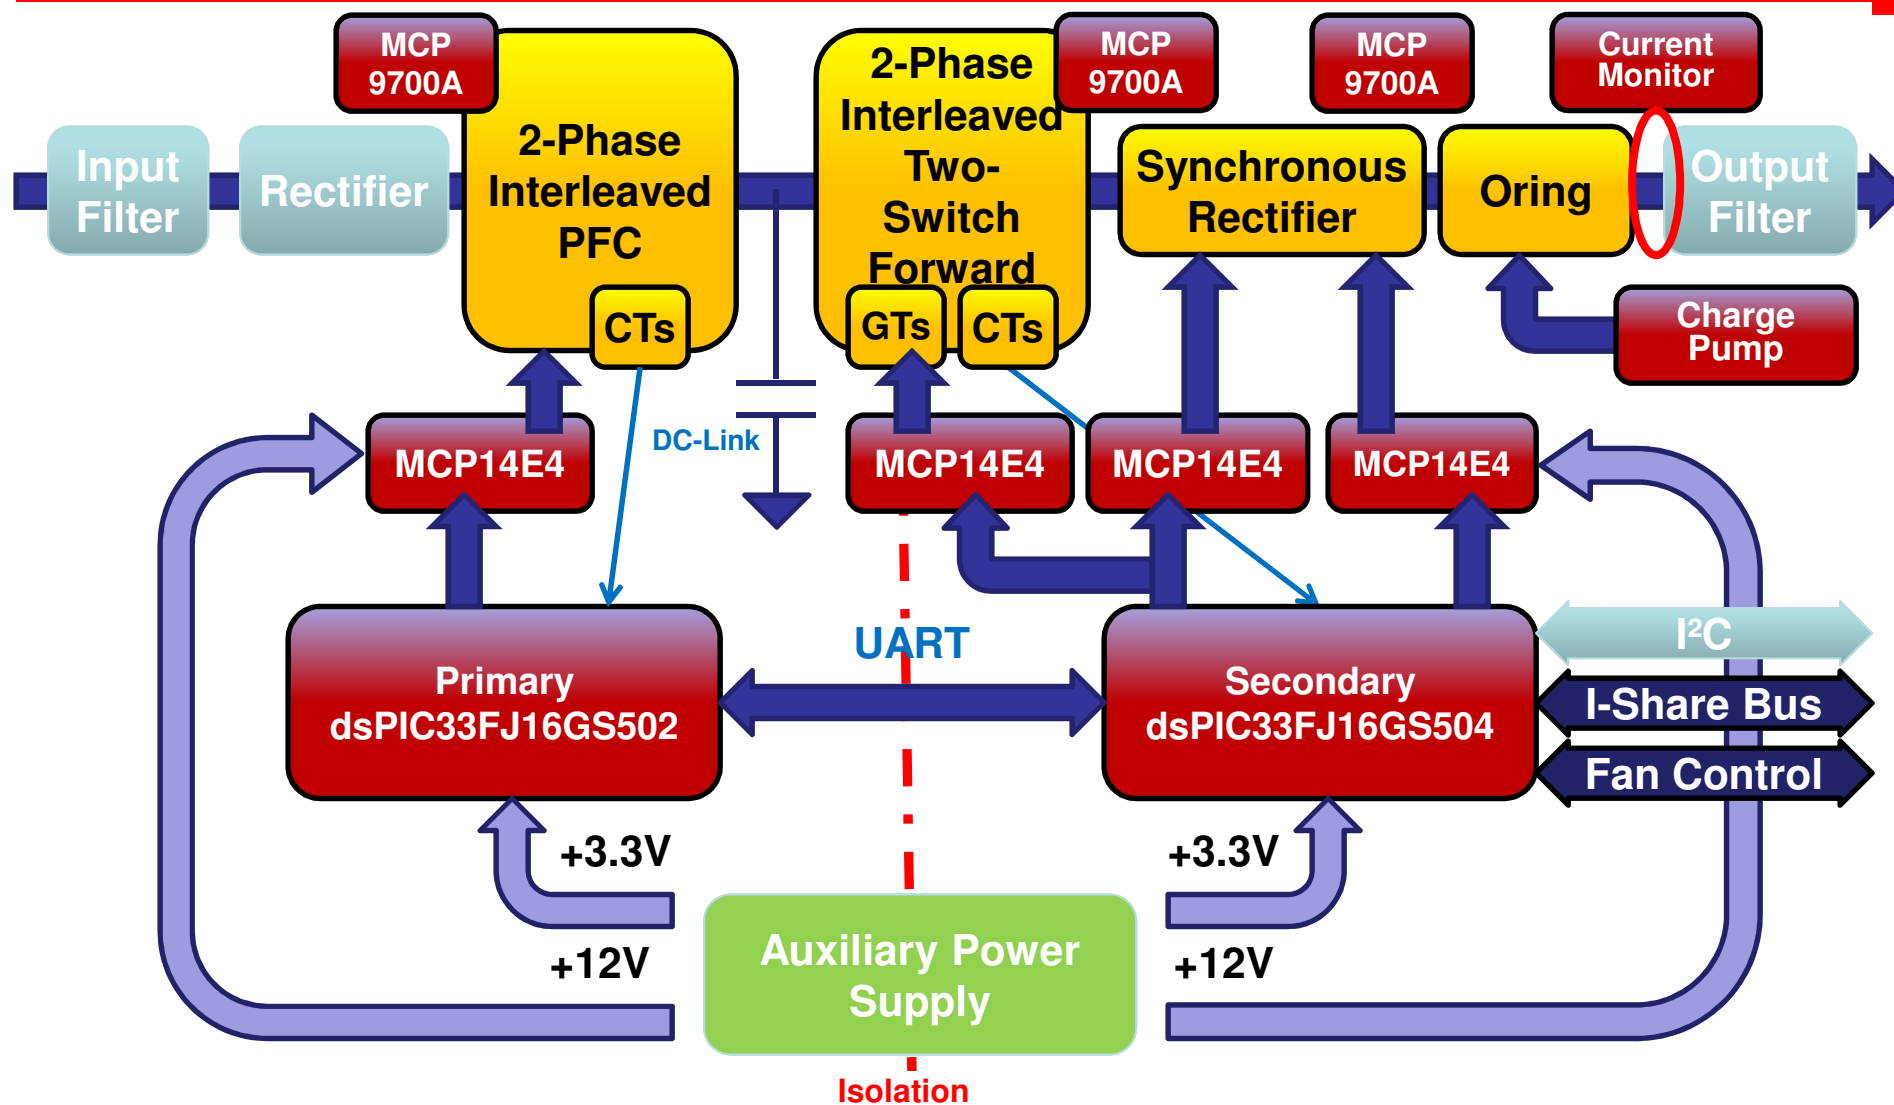 MCP
9700A
2-Phase
Interleaved
PFC
CTs
2-Phase
Interleaved
Two-
Switch
Forward
GTs
CTs
MCP
9700A
MCP
9700A
Current
Monitor
Input
Filter
Rectifier
Synchronous
Rectifier
Oring
Output
Filter
Charge
Pump
DC-Link
MCP14E4
MCP14E4
MCP14E4
MCP14E4
UART
Primary
dsPIC33FJ16GS502
Secondary
dsPIC33FJ16GS504
I²C
I-Share Bus
Fan Control
+3.3V
+3.3V
+12V
+12V
Auxiliary Power
Supply
Isolation